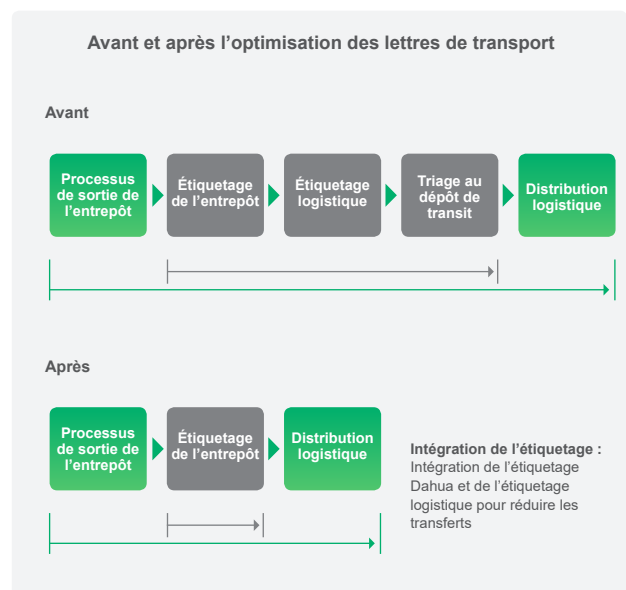 Avant et après l’optimisation des lettres de transport
Avant
Processus
de sortie de
l’entrepôt
Étiquetage
de l’entrepôt
Étiquetage
logistique
Triage au
dépôt de
transit
Distribution
logistique
Après
Processus
de sortie de
l’entrepôt
Étiquetage
de l’entrepôt
Distribution
logistique
Intégration de l’étiquetage :
Intégration de l’étiquetage
Dahua et de l’étiquetage
logistique pour réduire les
transferts